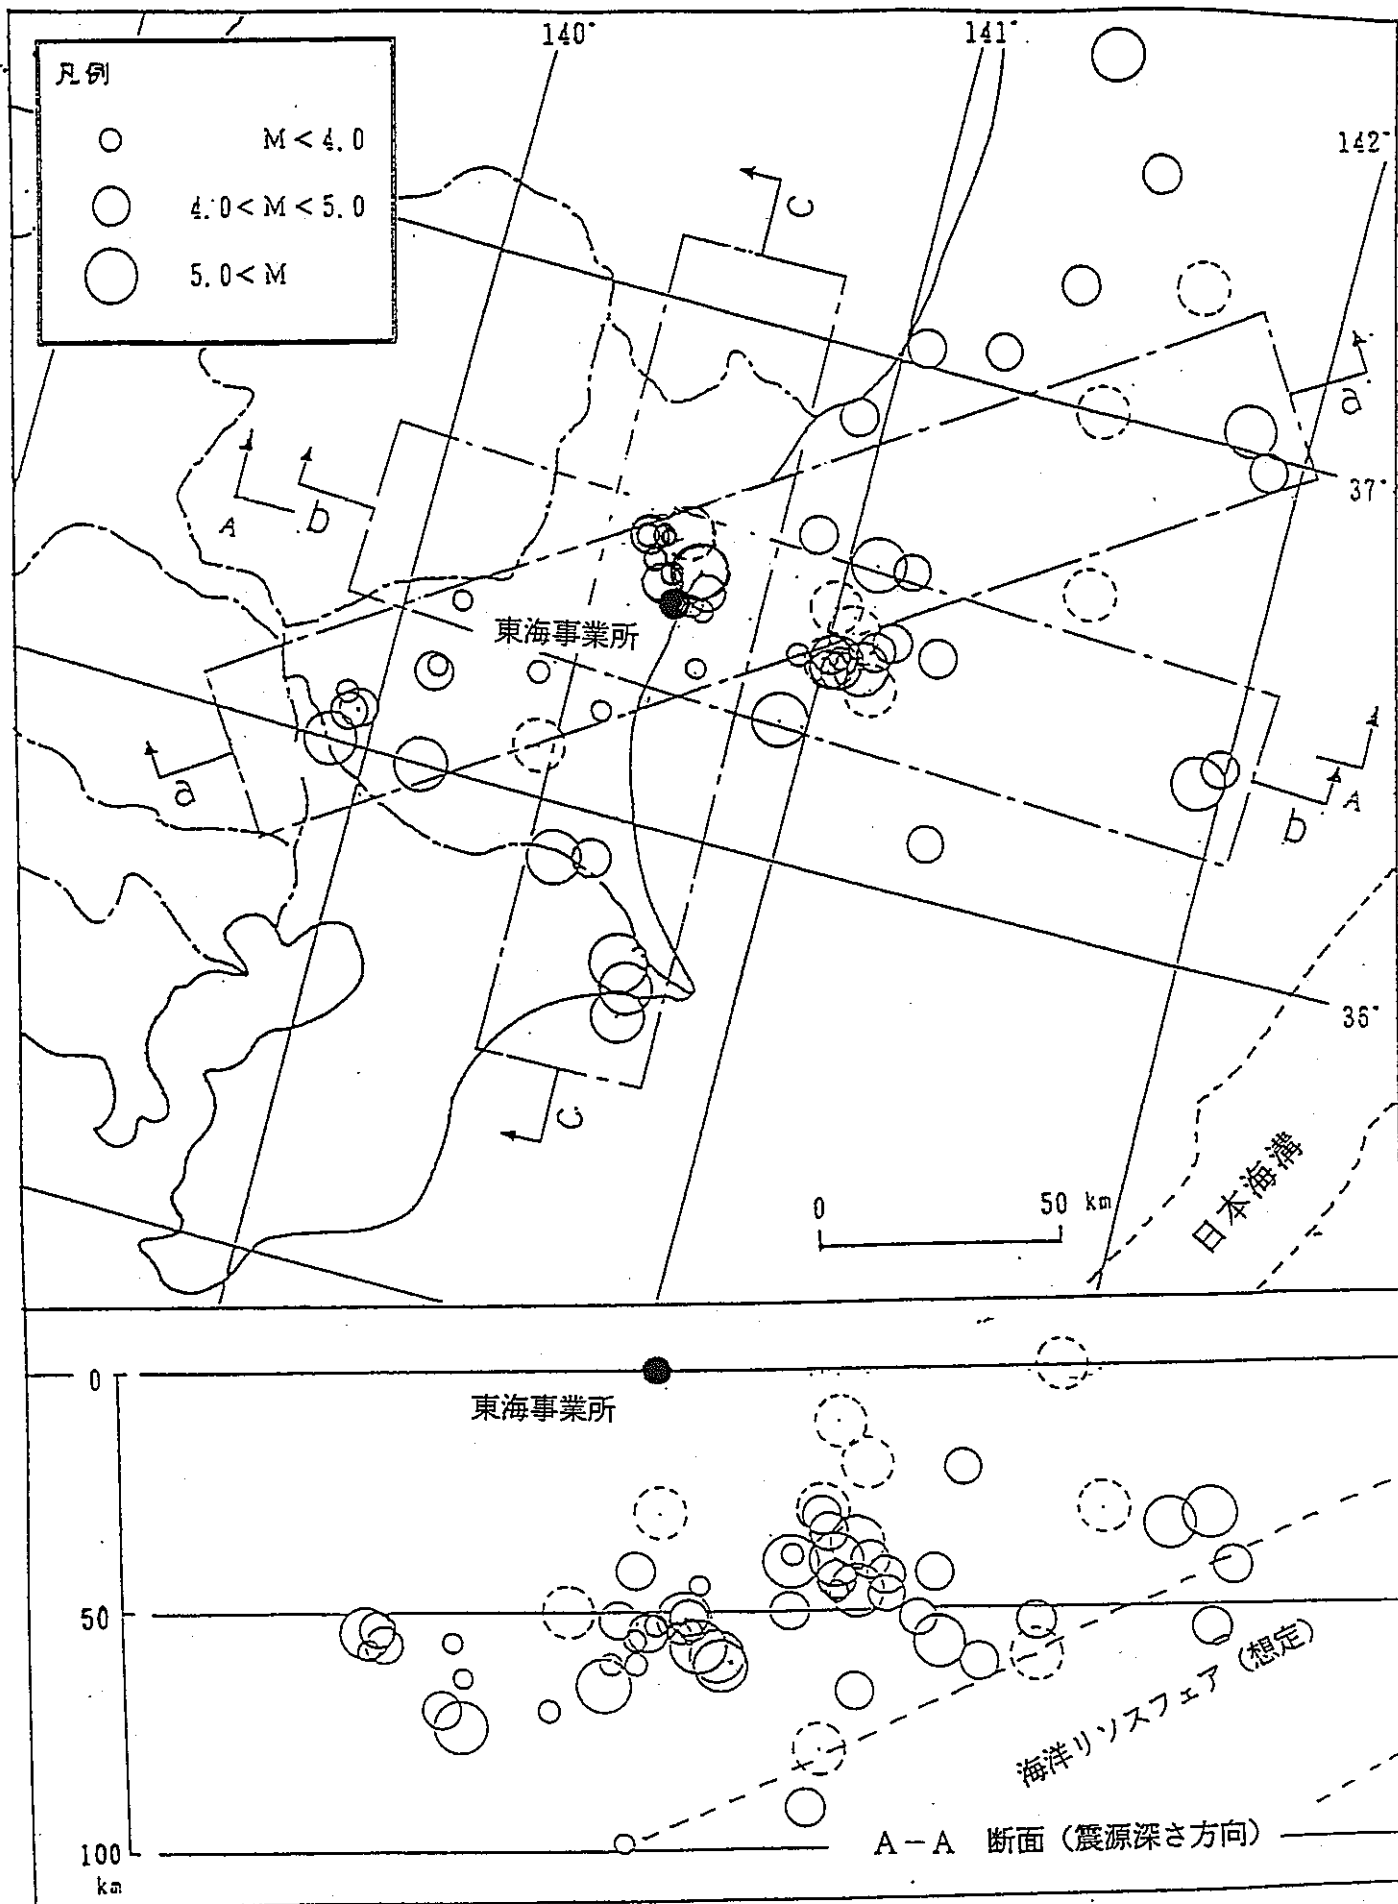 140°
141°
142°
凡例
M < 4.0
4.0 < M < 5.0
5.0 < M
C
a
37°
A
b
東海事業所
a
A
b
36°
C
0
50 km
日本海溝
0
東海事業所
50
海洋リソスフェア (想定)
100
km
A-A 断面 (震源深さ方向)